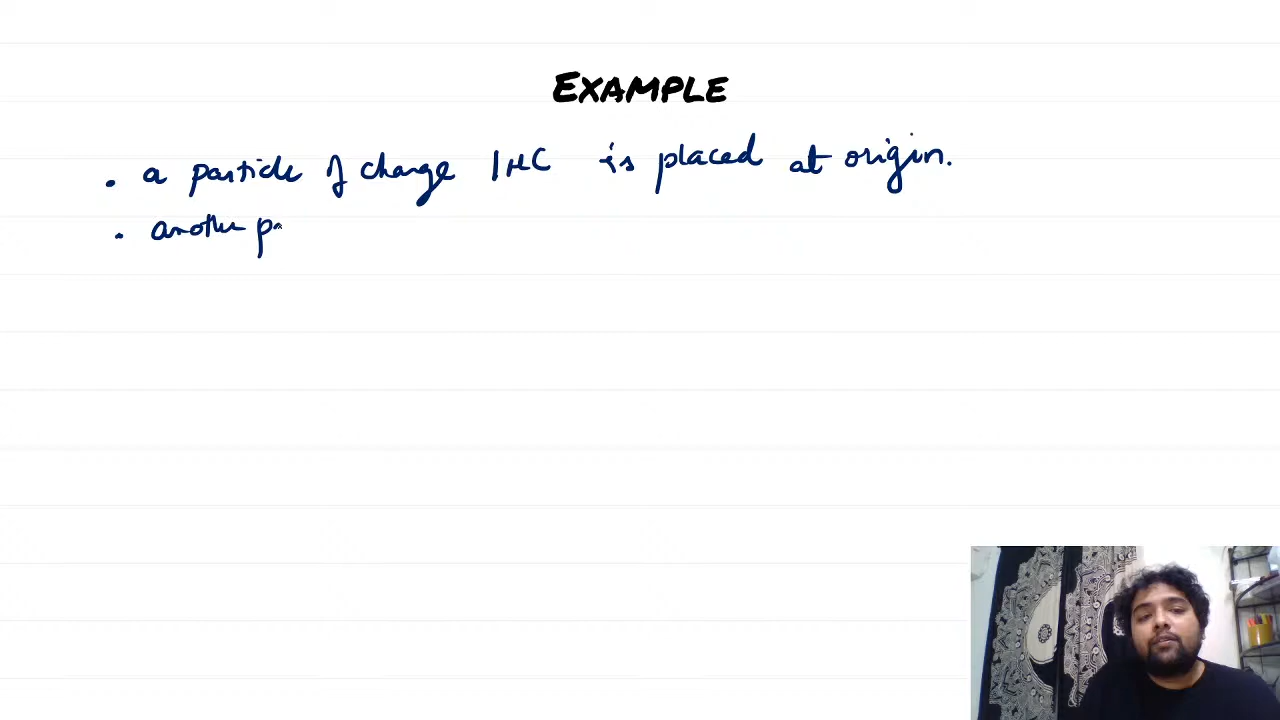 EXAMPLE
. a particle of charge 1μC is placed at origin.
. another